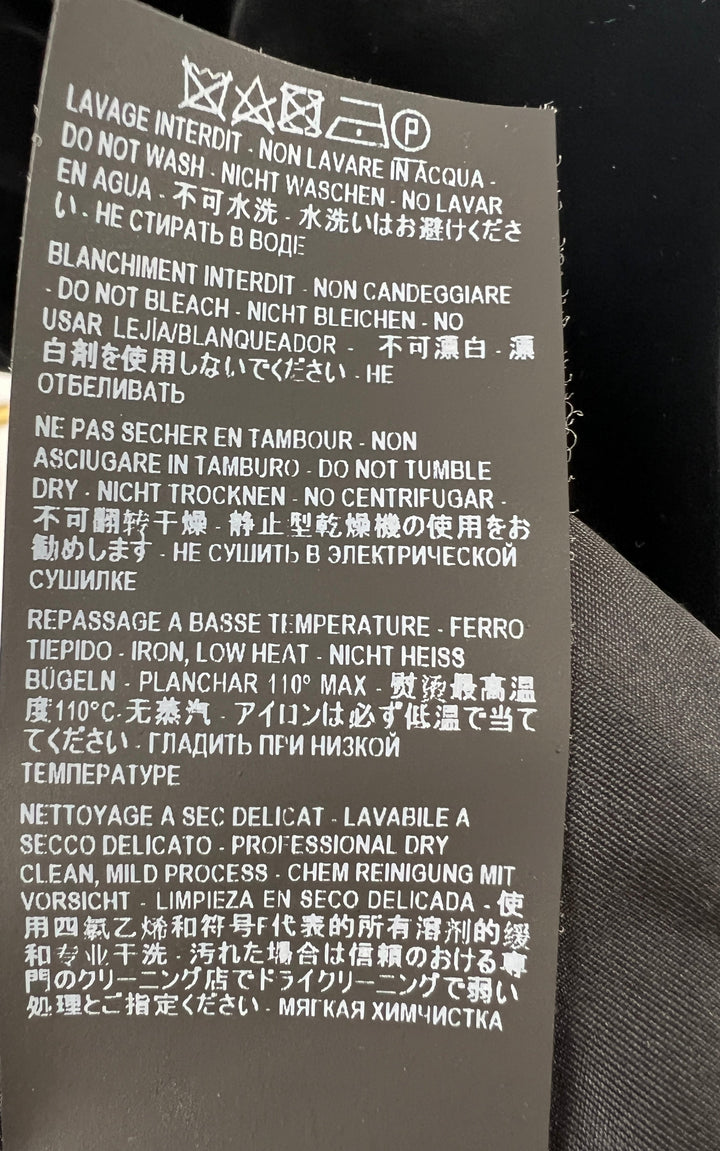 P
LAVAGE INTERDIT - NON LAVARE IN ACQUA -
DO NOT WASH - NICHT WASCHEN - NO LAVAR
EN AGUA - 不可水洗 - 水洗いはお避けくださ
い - НЕ СТИРАТЬ В ВОДЕ
BLANCHIMENT INTERDIT - NON CANDEGGIARE
- DO NOT BLEACH - NICHT BLEICHEN - NO
USAR LEJÍA/BLANQUEADOR - 不可漂白 - 漂
白剤を使用しないでください - НЕ
ОТБЕЛИВАТЬ
NE PAS SECHER EN TAMBOUR - NON
ASCIUGARE IN TAMBURO - DO NOT TUMBLE
DRY - NICHT TROCKNEN - NO CENTRIFUGAR -
不可翻转干燥 - 静止型乾燥機の使用をお
勧めします - НЕ СУШИТЬ В ЭЛЕКТРИЧЕСКОЙ
СУШИЛКЕ
REPASSAGE A BASSE TEMPERATURE - FERRO
TIEPIDO - IRON, LOW HEAT - NICHT HEISS
BÜGELN - PLANCHAR 110° MAX - 熨烫最高温
度110°C-无蒸汽 - アイロンは必ず低温で当て
てください - ГЛАДИТЬ ПРИ НИЗКОЙ
ТЕМПЕРАТУРЕ
NETTOYAGE A SEC DELICAT - LAVABILE A
SECCO DELICATO - PROFESSIONAL DRY
CLEAN, MILD PROCESS - CHEM REINIGUNG MIT
VORSICHT - LIMPIEZA EN SECO DELICADA - 使
用四氯乙烯和符号F代表的所有溶剂的缓
和专业干洗 - 汚れた場合は信頼のおける専
門のクリーニング店でドライクリーニングで弱い
処理とご指定ください - МЯГКАЯ ХИМЧИСТКА